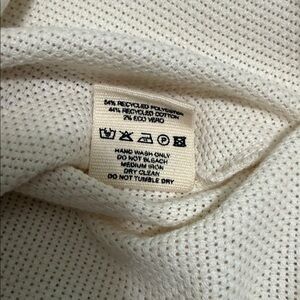 54% RECYCLED POLYESTER
44% RECYCLED COTTON
2% ECO VERO
P
HAND WASH ONLY
DO NOT BLEACH
MEDIUM IRON
DRY CLEAN
DO NOT TUMBLE DRY